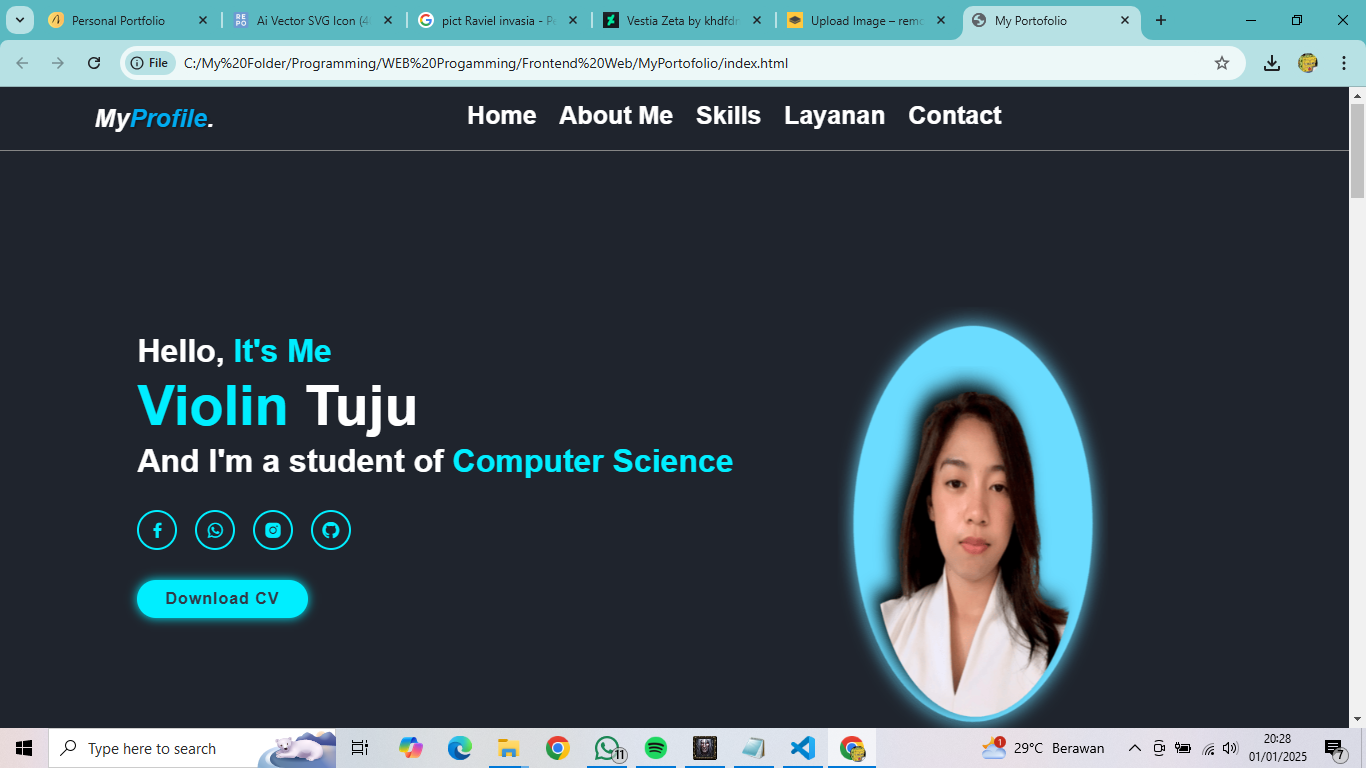 Personal Portfolio
Ai Vector SVG Icon (4
pict Raviel invasia - P
Vestia Zeta by khdfd
Upload Image – remo
My Portofolio
File
C:/My%20Folder/Programming/WEB%20Progamming/Frontend%20Web/MyPortofolio/index.html
MyProfile.
Home About Me Skills Layanan Contact
Hello, It's Me
Violin Tuju
And I'm a student of Computer Science
Download CV
Type here to search
11
1
29°C Berawan
20:28
01/01/2025
7